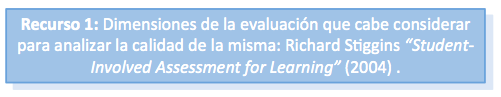 Recurso 1: Dimensiones de la evaluación que cabe considerar
para analizar la calidad de la misma: Richard Stiggins “Student-
Involved Assessment for Learning” (2004) .